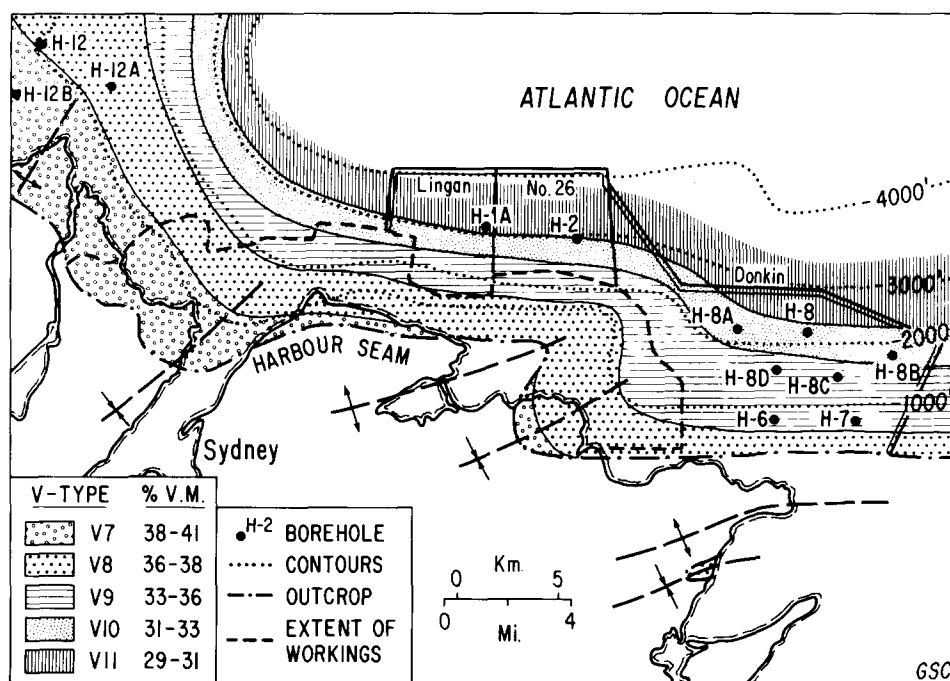 H-12
H-12A
H-12B
ATLANTIC OCEAN
Lingan
No. 26
4000'
H-1A
H-2
Donkin
3000'
H-8A
H-8
2000'
H-8B
H-8D
H-8C
1000'
H-6
H-7
HARBOUR SEAM
Sydney
V-TYPE % V.M.
V7 38-41
V8 36-38
V9 33-36
V10 31-33
V11 29-31
H-2 BOREHOLE
CONTOURS
OUTCROP
EXTENT OF
WORKINGS
0 Km. 5
0 Mi. 4
GSC